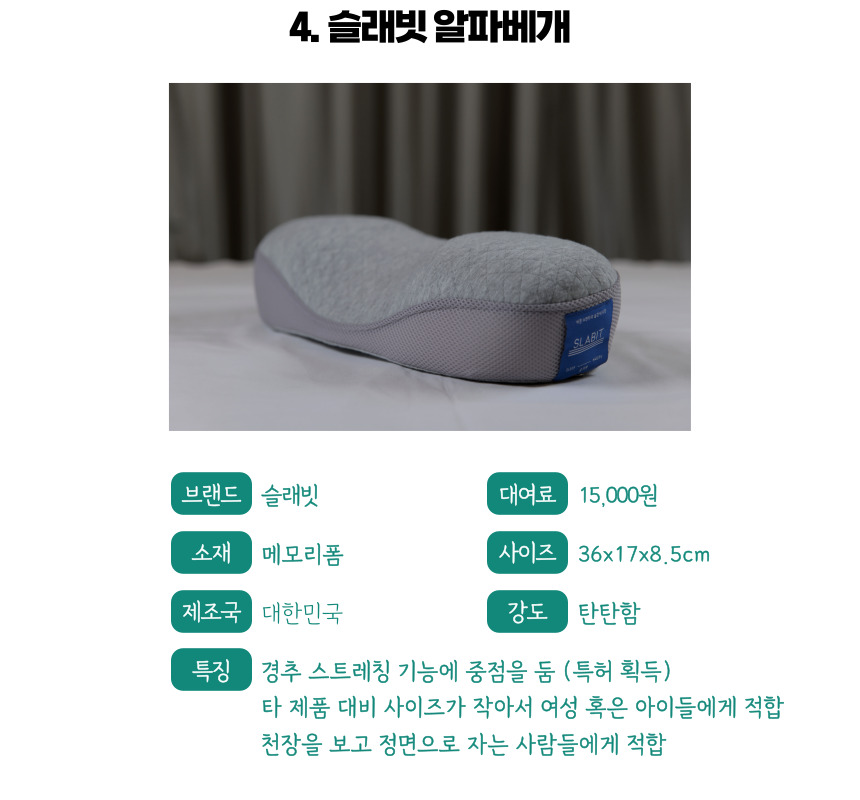 4. 슬래빗 알파베개
SLABIT
브랜드 슬래빗 대여료 15,000원
소재 메모리폼 사이즈 36x17x8.5cm
제조국 대한민국 강도 탄탄함
특징 경추 스트레칭 기능에 중점을 둠 (특허 획득)
타 제품 대비 사이즈가 작아서 여성 혹은 아이들에게 적합
천장을 보고 정면으로 자는 사람들에게 적합